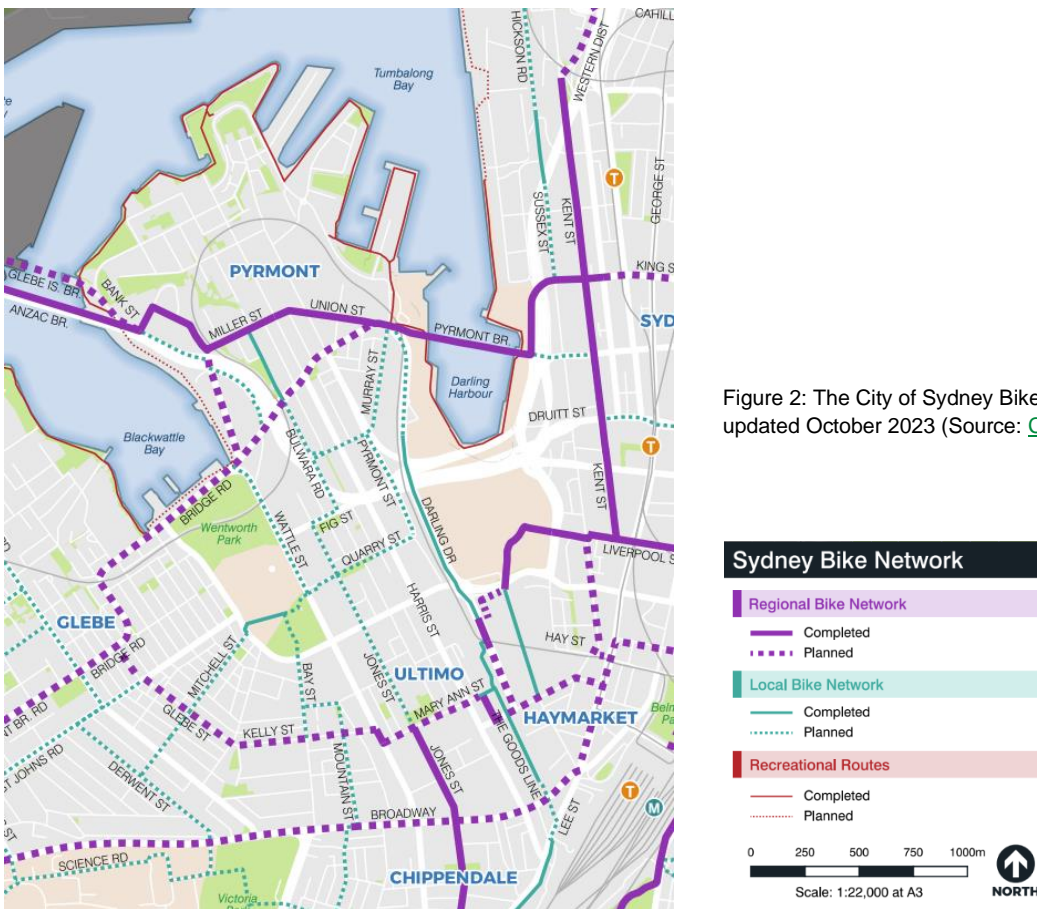 CAHILL
HICKSON RD
WESTERN DIST
Tumbalong
Bay
T
GEORGE ST
SUSSEX ST
KENT ST
PYRMONT
KING S
GLEBE IS. BR.
BANK ST
ANZAC BR.
MILLER ST
UNION ST
PYRMONT BR.
SYD
MURRAY ST
Darling
Harbour
DRUITT ST
T
Blackwattle
Bay
BULWARA RD
PYRMONT ST
KENT ST
BRIDGE RD
Wentworth
Park
WATTLE ST
FIG ST
DARLING DR
QUARRY ST
LIVERPOOL S
GLEBE
HARRIS ST
HAY ST
BRIDGE RD
MITCHELL ST
ULTIMO
BAY ST
JONES ST
MARY ANN ST
HAYMARKET
Belm
Pa
NT BR. RD
GLEBE ST
KELLY ST
THE GOODS LINE
ST JOHNS RD
DERWENT ST
MOUNTAIN ST
JONES ST
T
M
BROADWAY
LEE ST
SCIENCE RD
CHIPPENDALE
Victoria
Figure 2: The City of Sydney Bike
updated October 2023 (Source: C
Sydney Bike Network
Regional Bike Network
Completed
Planned
Local Bike Network
Completed
Planned
Recreational Routes
Completed
Planned
0 250 500 750 1000m
Scale: 1:22,000 at A3
NORTH